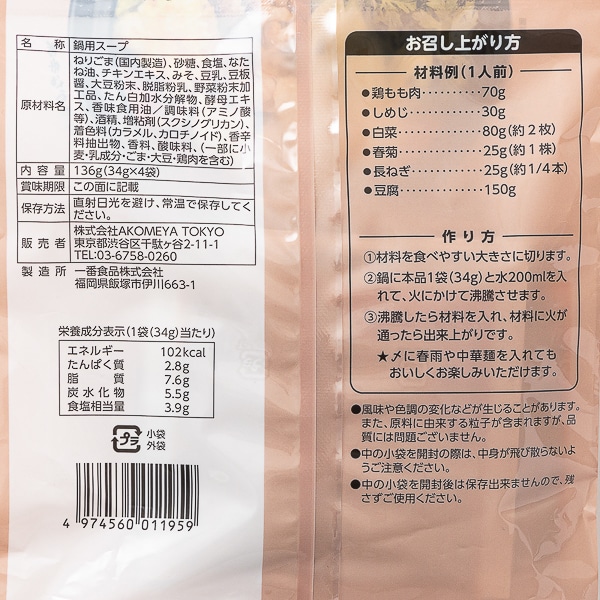 名称 鍋用スープ
原材料名 ねりごま(国内製造)、砂糖、食塩、なた
ね油、チキンエキス、みそ、豆乳、豆板
醤、大豆粉末、脱脂粉乳、野菜粉末加
工品、たん白加水分解物、酵母エキ
ス、香味食用油／調味料(アミノ酸
等)、酒精、増粘剤(スクシノグリカン)、
着色料(カラメル、カロチノイド)、香辛
料抽出物、香料、酸味料、(一部に小
麦・乳成分・ごま・大豆・鶏肉を含む)
内容量 136g(34g×4袋)
賞味期限 この面に記載
保存方法 直射日光を避け、常温で保存してく
ださい。
販売者 株式会社AKOMEYA TOKYO
東京都渋谷区千駄ヶ谷2-11-1
TEL:03-6758-0260
製造所 一番食品株式会社
福岡県飯塚市伊川663-1
栄養成分表示(1袋(34g)当たり)
エネルギー 102kcal
たんぱく質 2.8g
脂質 7.6g
炭水化物 5.5g
食塩相当量 3.9g
プラ
小袋
外袋
4 974560 011959
お召し上がり方
材料例(1人前)
●鶏もも肉…………70g
●しめじ……………30g
●白菜………………80g(約2枚)
●春菊………………25g(約1株)
●長ねぎ……………25g(約1/4本)
●豆腐………………150g
作り方
①材料を食べやすい大きさに切ります。
②鍋に本品1袋(34g)と水200mlを入
れて、火にかけて沸騰させます。
③沸騰したら材料を入れ、材料に火が
通ったら出来上がりです。
★〆に春雨や中華麺を入れても
おいしくお楽しみいただけます。
●風味や色調の変化などが生じることがあります。
また、原料に由来する粒子が含まれますが、品
質には問題ございません。
●中の小袋を開封の際は、中身が飛び散らないよ
うご注意ください。
●中の小袋を開封後は保存出来ませんので、残
さずご使用ください。